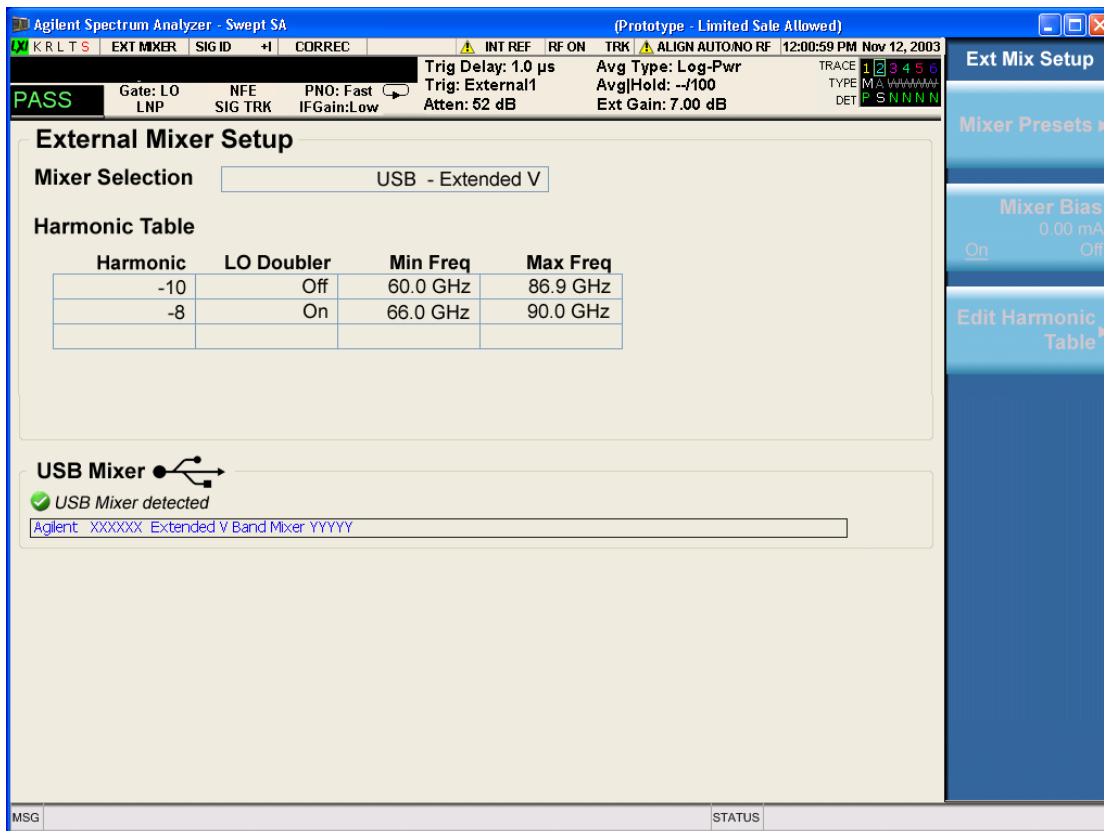 Agilent Spectrum Analyzer - Swept SA (Prototype - Limited Sale Allowed)
LXI K R L T S EXT MIXER SIG ID +I CORREC INT REF RF ON TRK ALIGN AUTO/NO RF 12:00:59 PM Nov 12, 2003
PASS
Gate: LO
LNP
NFE
SIG TRK
PNO: Fast
IFGain:Low
Trig Delay: 1.0 µs
Trig: External1
Atten: 52 dB
Avg Type: Log-Pwr
Avg|Hold: --/100
Ext Gain: 7.00 dB
TRACE 1 2 3 4 5 6
TYPE M A W W W W
DET P S N N N N
External Mixer Setup
Mixer Selection USB - Extended V
Harmonic Table
Harmonic LO Doubler Min Freq Max Freq
-10 Off 60.0 GHz 86.9 GHz
-8 On 66.0 GHz 90.0 GHz
USB Mixer
USB Mixer detected
Agilent XXXXXX Extended V Band Mixer YYYYY
Ext Mix Setup
Mixer Presets
Mixer Bias
0.00 mA
On Off
Edit Harmonic
Table
MSG STATUS